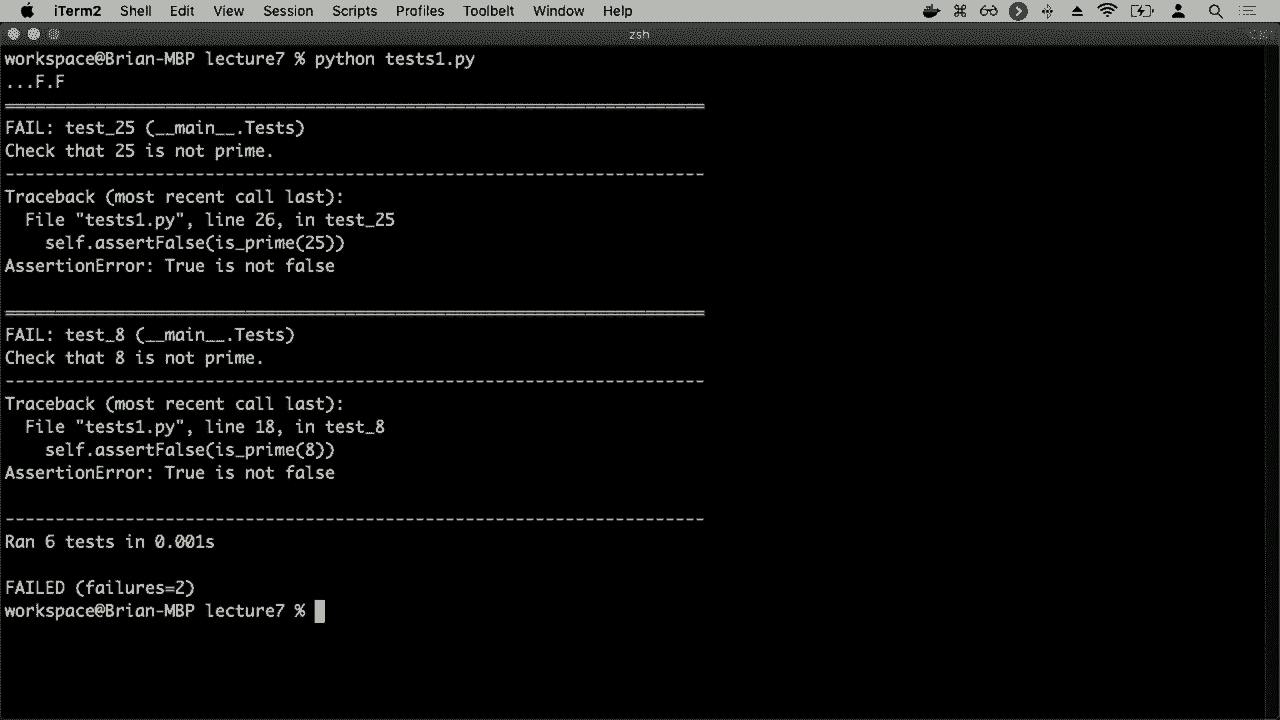 iTerm2 Shell Edit View Session Scripts Profiles Toolbelt Window Help
zsh
workspace@Brian-MBP lecture7 % python tests1.py
...F.F
======================================================================
FAIL: test_25 (__main__.Tests)
Check that 25 is not prime.
----------------------------------------------------------------------
Traceback (most recent call last):
  File "tests1.py", line 26, in test_25
    self.assertFalse(is_prime(25))
AssertionError: True is not false
======================================================================
FAIL: test_8 (__main__.Tests)
Check that 8 is not prime.
----------------------------------------------------------------------
Traceback (most recent call last):
  File "tests1.py", line 18, in test_8
    self.assertFalse(is_prime(8))
AssertionError: True is not false
----------------------------------------------------------------------
Ran 6 tests in 0.001s
FAILED (failures=2)
workspace@Brian-MBP lecture7 %